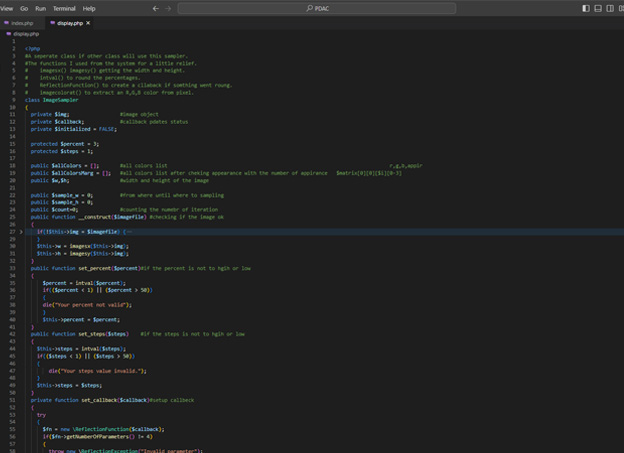 View Go Run Terminal Help
PDAC
index.php display.php
display.php
1
2 <?php
3 #A seperate class if other class will use this sampler.
4 #The functions I used from the system for a little relief.
5 # imagesx() imagesy() getting the width and height.
6 # intval() to round the percentages.
7 # ReflectionFunction() to create a cllaback if somthing went roung.
8 # imagecolorat() to extract an R,G,B color from pixel.
9 class ImageSampler
10 {
11 private $img; #image object
12 private $callback; #callback pdates status
13 private $initialized = FALSE;
14
15 protected $percent = 3;
16 protected $steps = 1;
17
18 public $allColors = []; #all colors list r,g,b,appir
19 public $allColorsMarg = []; #all colors list after cheking appearance with the number of appirance $matrix[0][0][$i][0-3]
20 public $w,$h; #width and height of the image
21
22 public $sample_w = 0; #from where until where to sampling
23 public $sample_h = 0;
24 public $count=0; #counting the numebr of iteration
25 public function __construct($imagefile) #checking if the image ok
26 {
27 if(!$this->img = $imagefile) {
29 }
30 $this->w = imagesx($this->img);
31 $this->h = imagesy($this->img);
32 }
33 public function set_percent($percent)#if the percent is not to hgih or low
34 {
35 $percent = intval($percent);
36 if(($percent < 1) || ($percent > 50))
37 {
38 die("Your percent not valid");
39 }
40 $this->percent = $percent;
41 }
42 public function set_steps($steps) #if the steps is not to hgih or low
43 {
44 $this->steps = intval($steps);
45 if(($steps < 1) || ($steps > 50))
46 {
47 die("Your steps value invalid.");
48 }
49 $this->steps = $steps;
50 }
51 private function set_callback($callback)#setup callback
52 {
53 try
54 {
55 $fn = new \ReflectionFunction($callback);
56 if($fn->getNumberOfParameters() != 4)
57 {
58 throw new \ReflectionException("Invalid parameter");